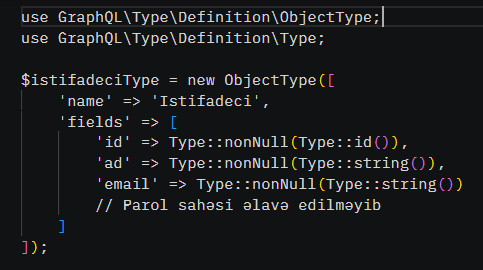 use GraphQL\Type\Definition\ObjectType;
use GraphQL\Type\Definition\Type;
$istifadeciType = new ObjectType([
'name' => 'Istifadeci',
'fields' => [
'id' => Type::nonNull(Type::id()),
'ad' => Type::nonNull(Type::string()),
'email' => Type::nonNull(Type::string())
// Parol sahəsi əlavə edilməyib
]
]);